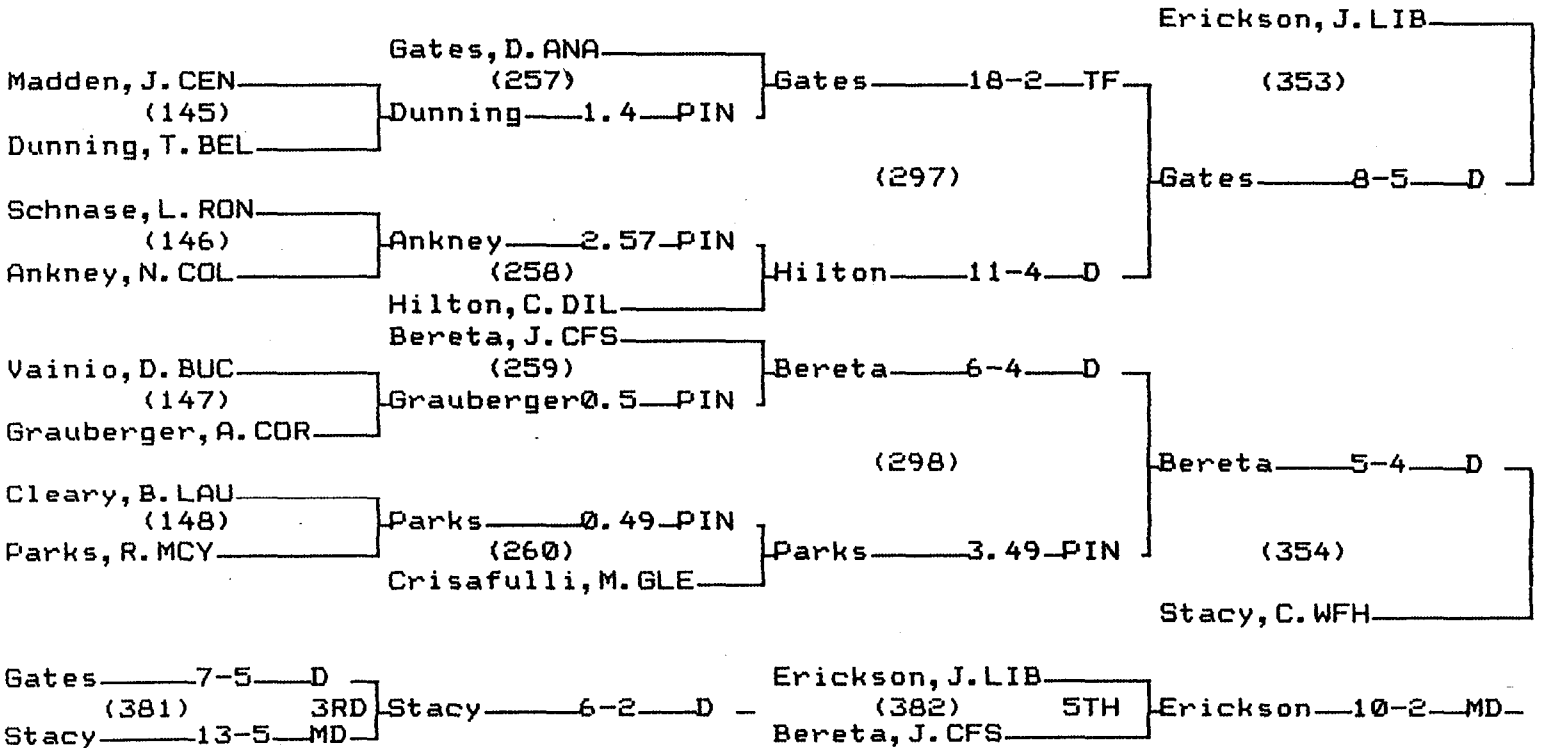 Erickson, J. LIB
Gates, D. ANA
Madden, J. CEN (257) Gates 18-2 TF (353)
(145) Dunning 1.4 PIN
Dunning, T. BEL
(297) Gates 8-5 D
Schnase, L. RON
(146) Ankney 2.57 PIN
Ankney, N. COL (258) Hilton 11-4 D
Hilton, C. DIL
Bereta, J. CFS
Vainio, D. BUC (259) Bereta 6-4 D
(147) Grauberger 0.5 PIN
Grauberger, A. COR
(298) Bereta 5-4 D
Cleary, B. LAU
(148) Parks 0.49 PIN
Parks, R. MCY (260) Parks 3.49 PIN (354)
Crisafulli, M. GLE
Stacy, C. WFH
Gates 7-5 D Erickson, J. LIB
(381) 3RD Stacy 6-2 D (382) 5TH Erickson 10-2 MD
Stacy 13-5 MD Bereta, J. CFS